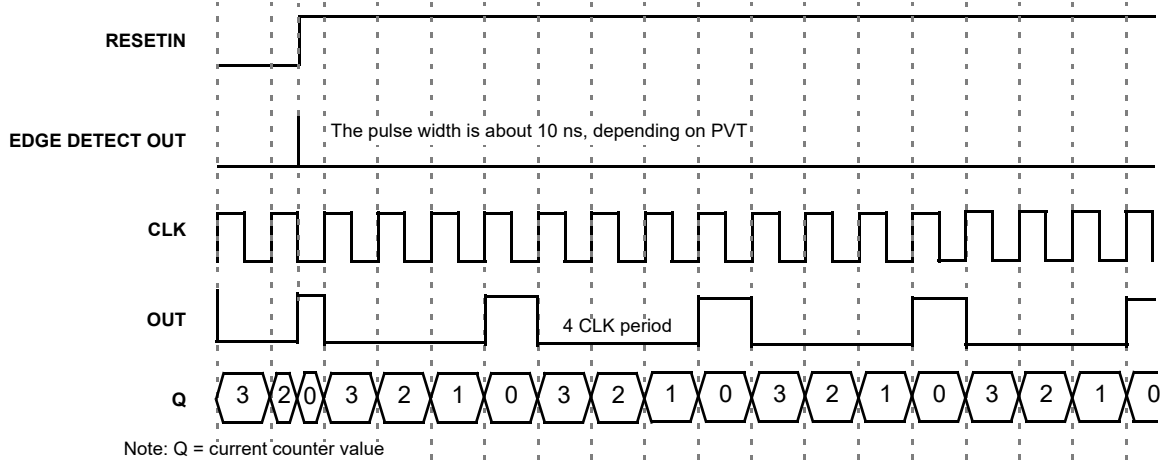 RESETIN
EDGE DETECT OUT
The pulse width is about 10 ns, depending on PVT
CLK
OUT
4 CLK period
Q
3 2 0 3 2 1 0 3 2 1 0 3 2 1 0 3 2 1 0
Note: Q = current counter value